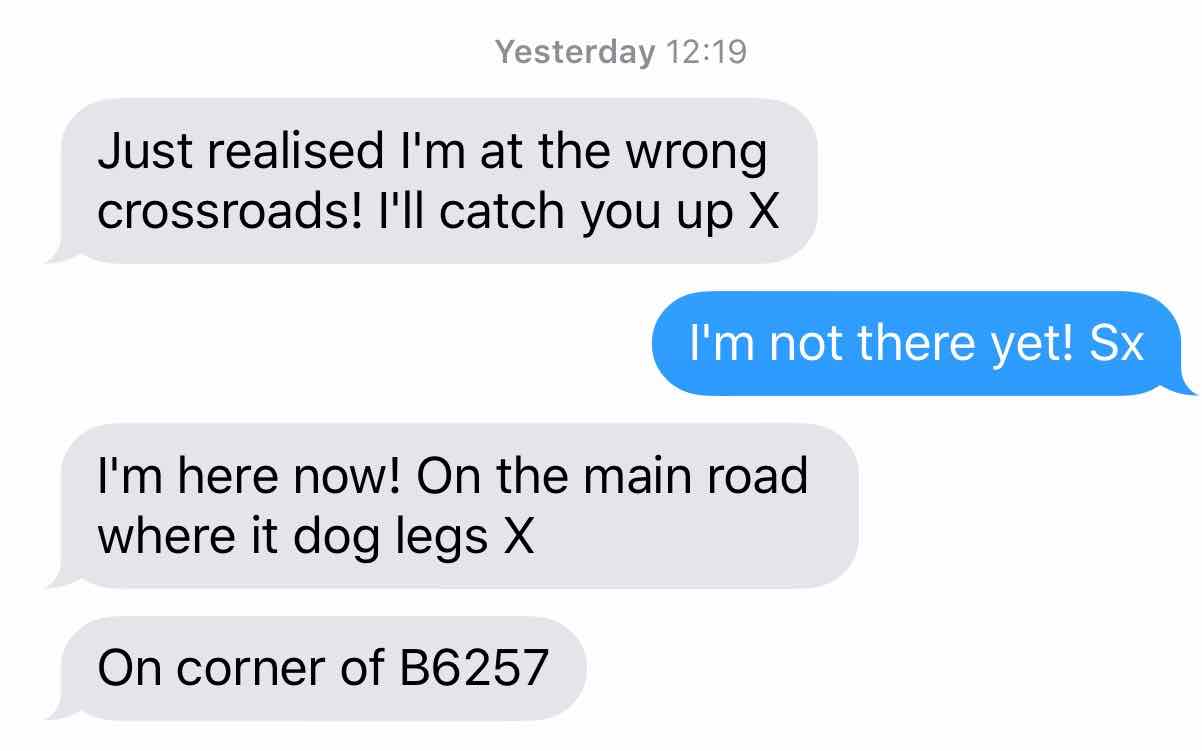 Yesterday 12:19
Just realised I'm at the wrong
crossroads! I'll catch you up X
I'm not there yet! Sx
I'm here now! On the main road
where it dog legs X
On corner of B6257